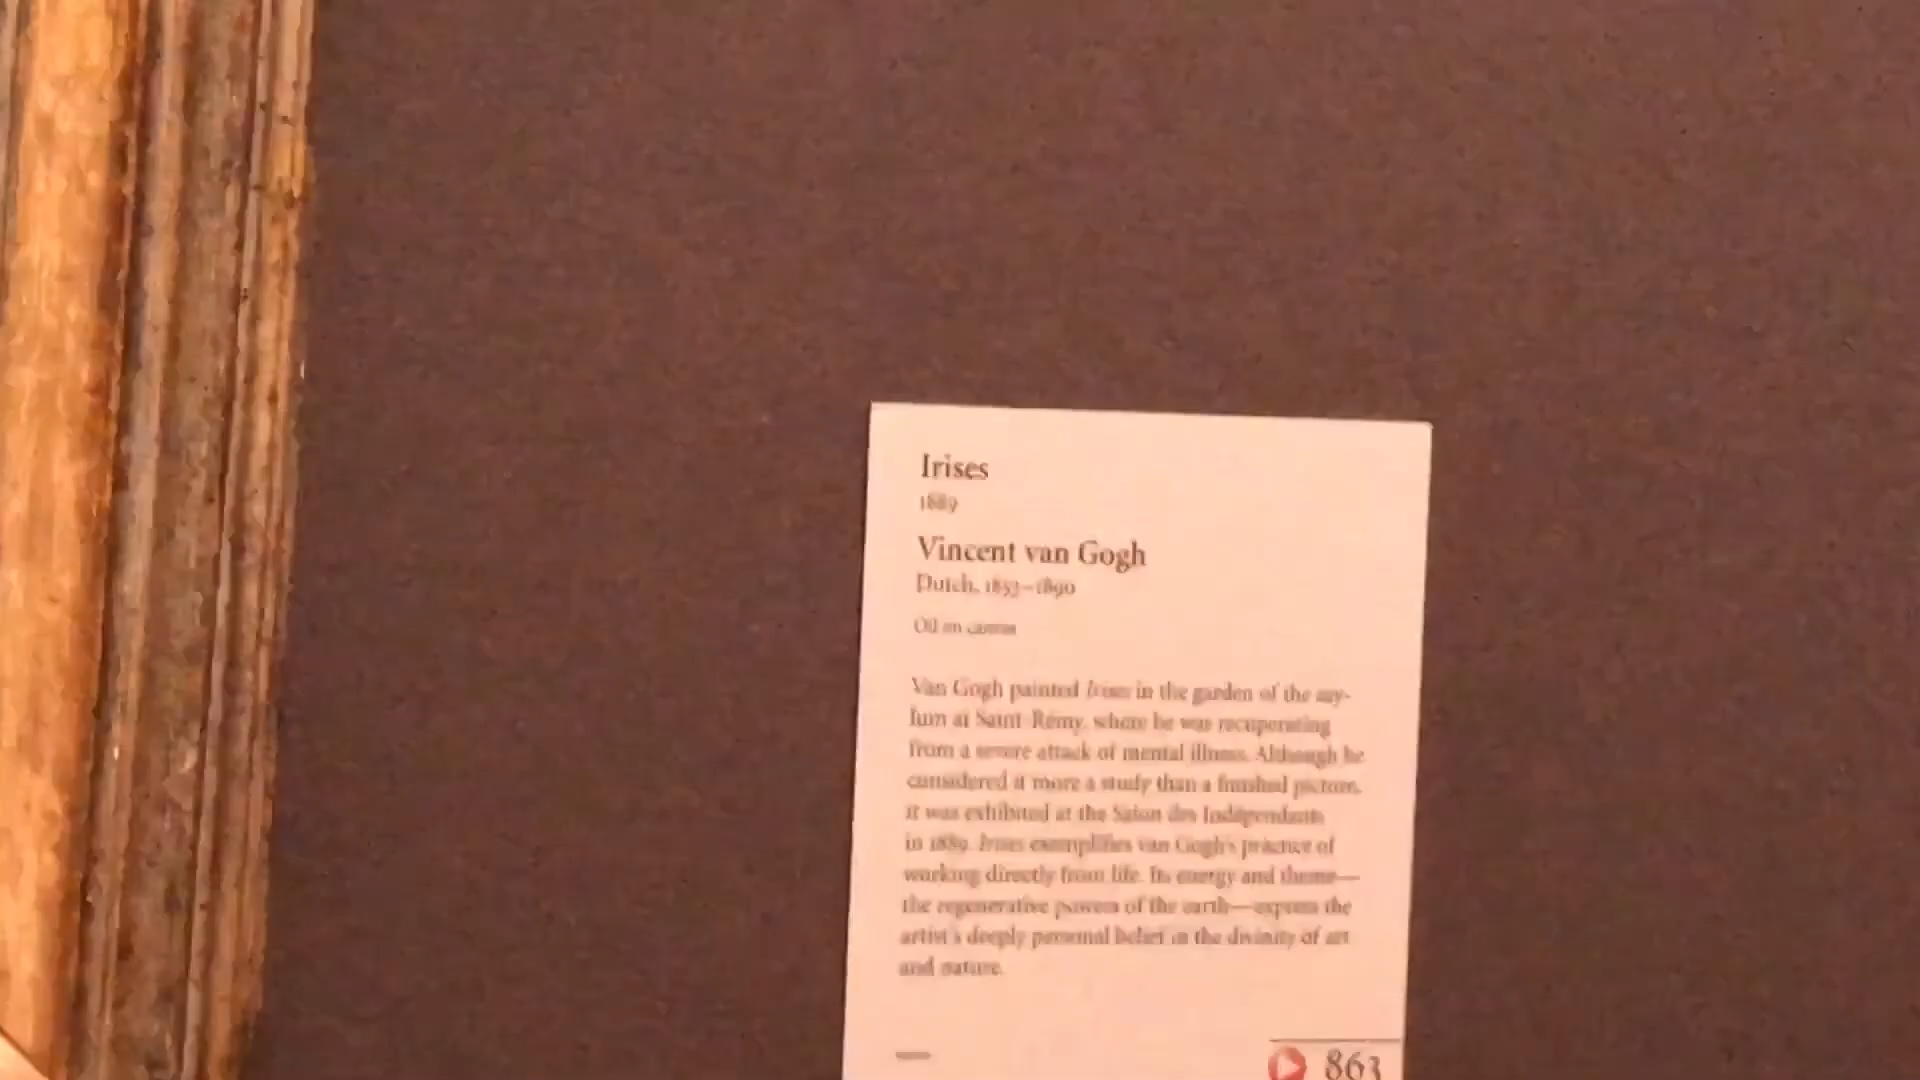 Irises
1889
Vincent van Gogh
Dutch, 1853–1890
Oil on canvas
Van Gogh painted Irises in the garden of the asy-
lum at Saint-Rémy, where he was recuperating
from a severe attack of mental illness. Although he
considered it more a study than a finished picture,
it was exhibited at the Salon des Indépendants
in 1889. Irises exemplifies van Gogh's practice of
working directly from life. Its energy and theme—
the regenerative powers of the earth—express the
artist's deeply personal belief in the divinity of art
and nature.
863